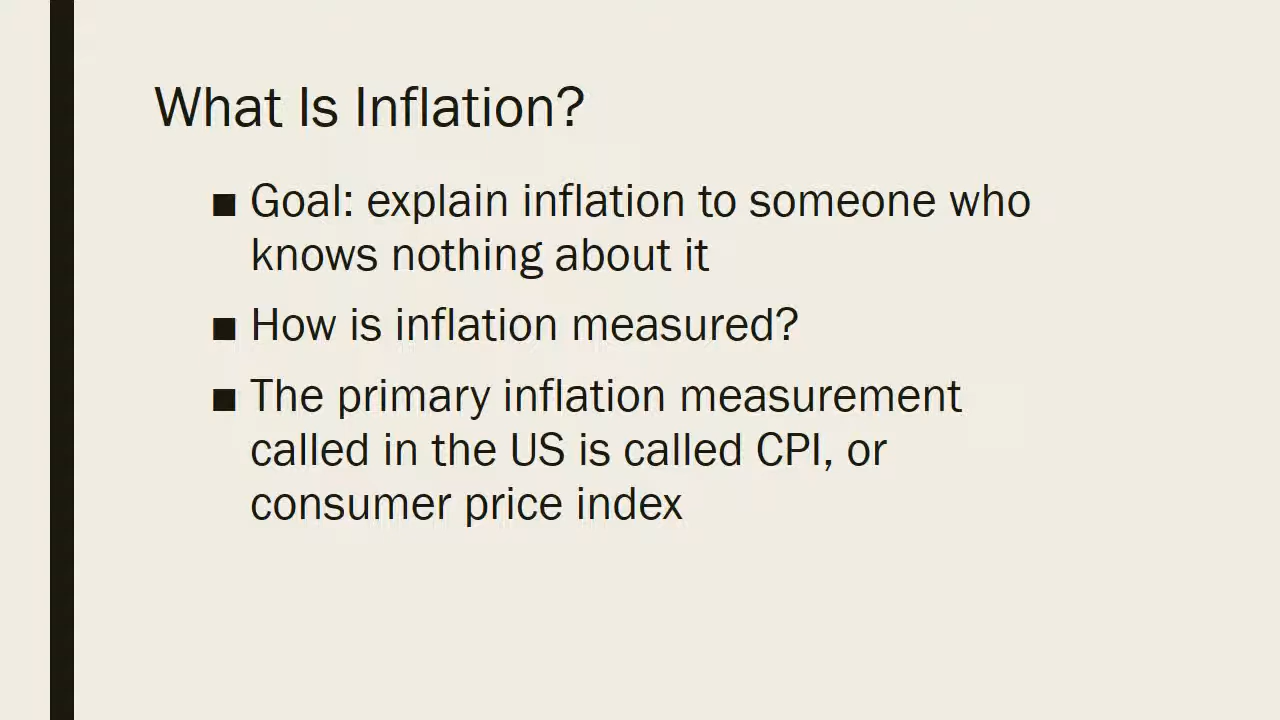 What Is Inflation?
■ Goal: explain inflation to someone who
knows nothing about it
■ How is inflation measured?
■ The primary inflation measurement
called in the US is called CPI, or
consumer price index